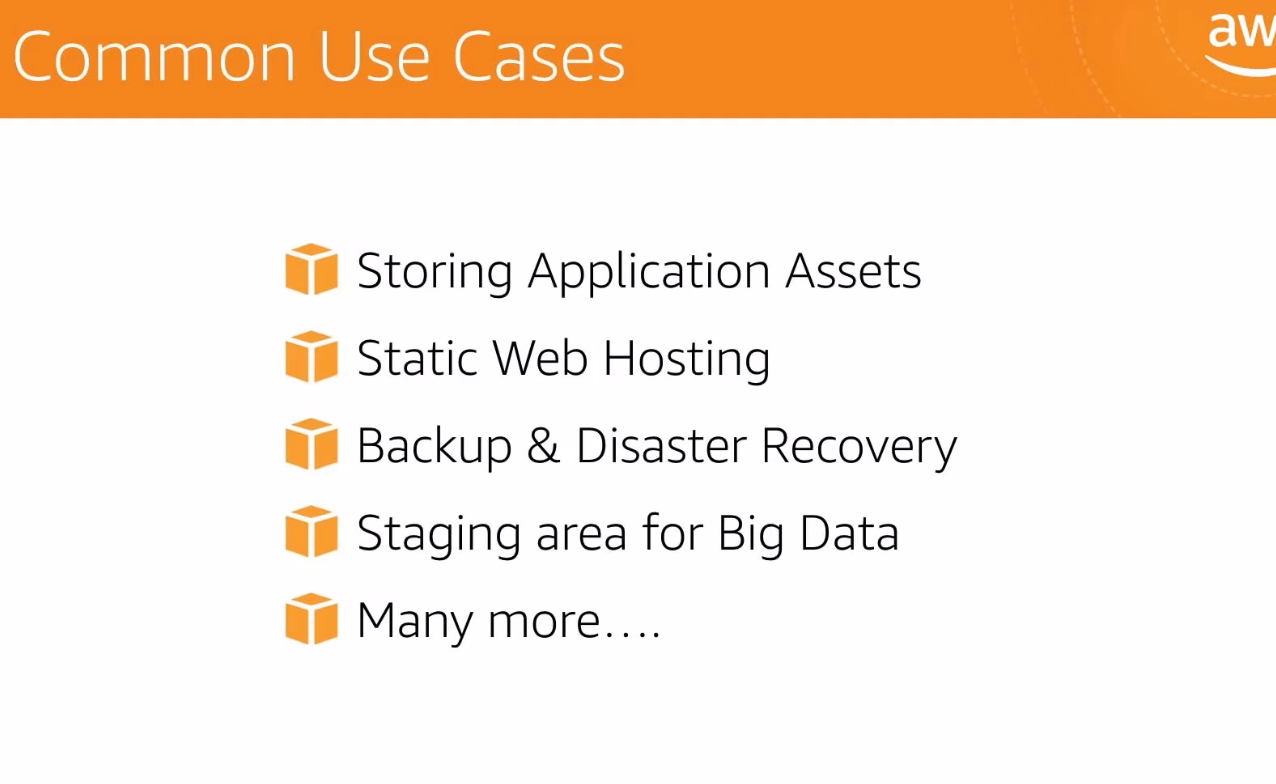 Common Use Cases
aw
Storing Application Assets
Static Web Hosting
Backup & Disaster Recovery
Staging area for Big Data
Many more….